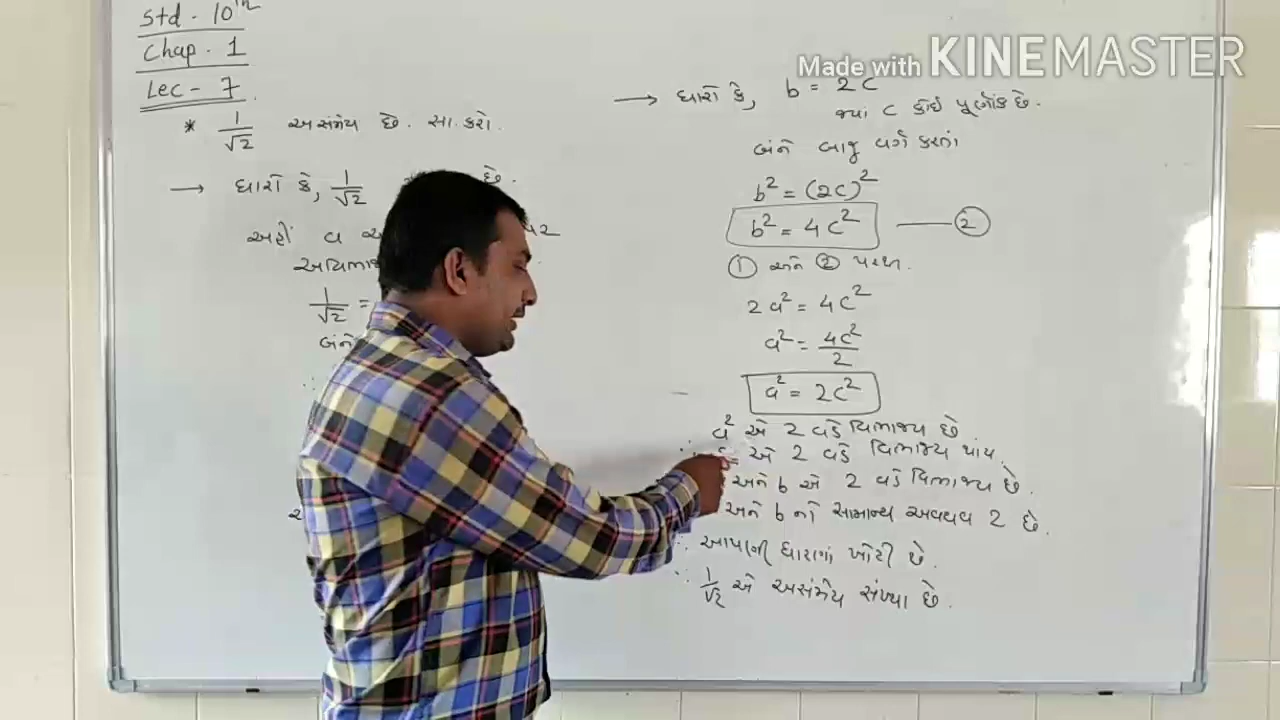 Std - 10th
Chap - 1
Lec - 7
* 1/√2 અસંમેય છે. સા.કરો.
→ ધારો કે, 1/√2 છે.
અહીં a
1/√2 =
બંને
Made with KINEMASTER
→ ધારો કે, b = 2c
જ્યાં c કોઈ પૂર્ણાંક છે.
બંને બાજુ વર્ગ કરતાં
b² = (2c)²
b² = 4c² —— ②
① અને ② પરથી.
2a² = 4c²
a² = 4c²/2
a² = 2c²
∴ a² એ 2 વડે વિભાજ્ય છે.
એ 2 વડે વિભાજ્ય થાય.
અને b એ 2 વડે વિભાજ્ય છે.
અને b નો સામાન્ય અવયવ 2 છે.
∴ આપણી ધારણાં ખોટી છે.
∴ 1/√2 એ અસંમેય સંખ્યા છે.